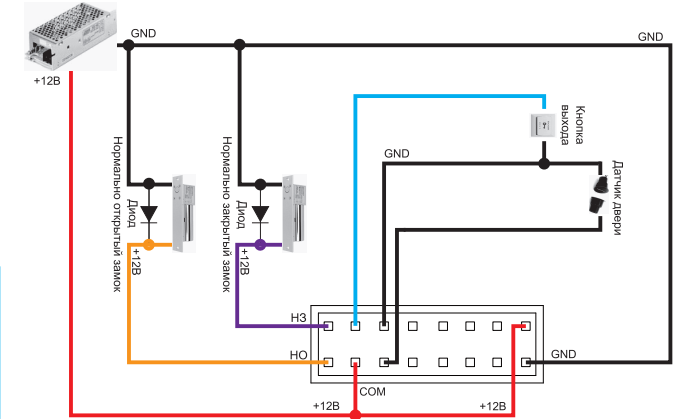 GND
GND
+12В
Кнопка
выхода
Нормально открытый замок
Диод
+12В
Нормально закрытый замок
Диод
+12В
GND
Датчик двери
НЗ
НО
GND
COM
+12В
+12В